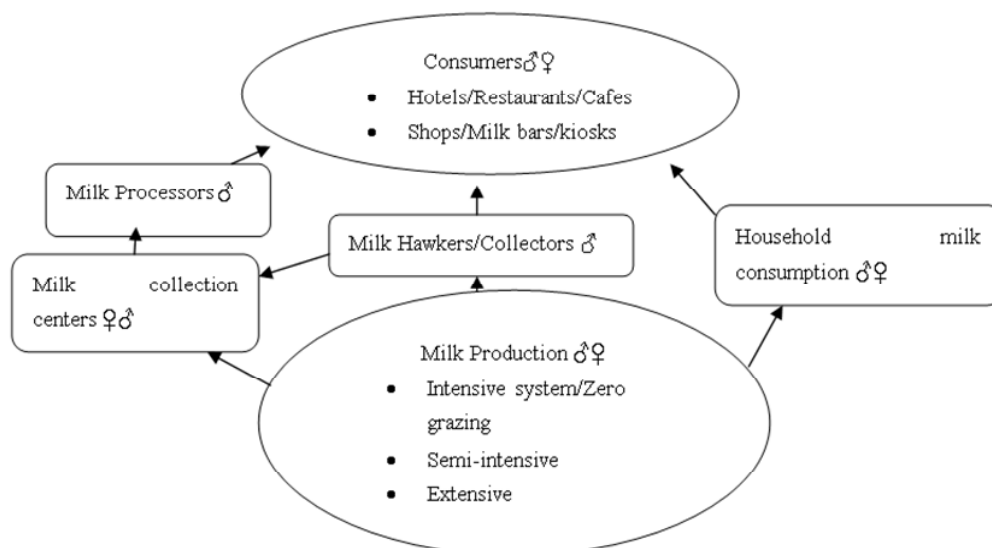 Consumers♂♀
• Hotels/Restaurants/Cafes
• Shops/Milk bars/kiosks
Milk Processors ♂
Milk Hawkers/Collectors ♂
Household milk
consumption ♂♀
Milk collection
centers ♀♂
Milk Production ♂♀
• Intensive system/Zero
grazing
• Semi-intensive
• Extensive